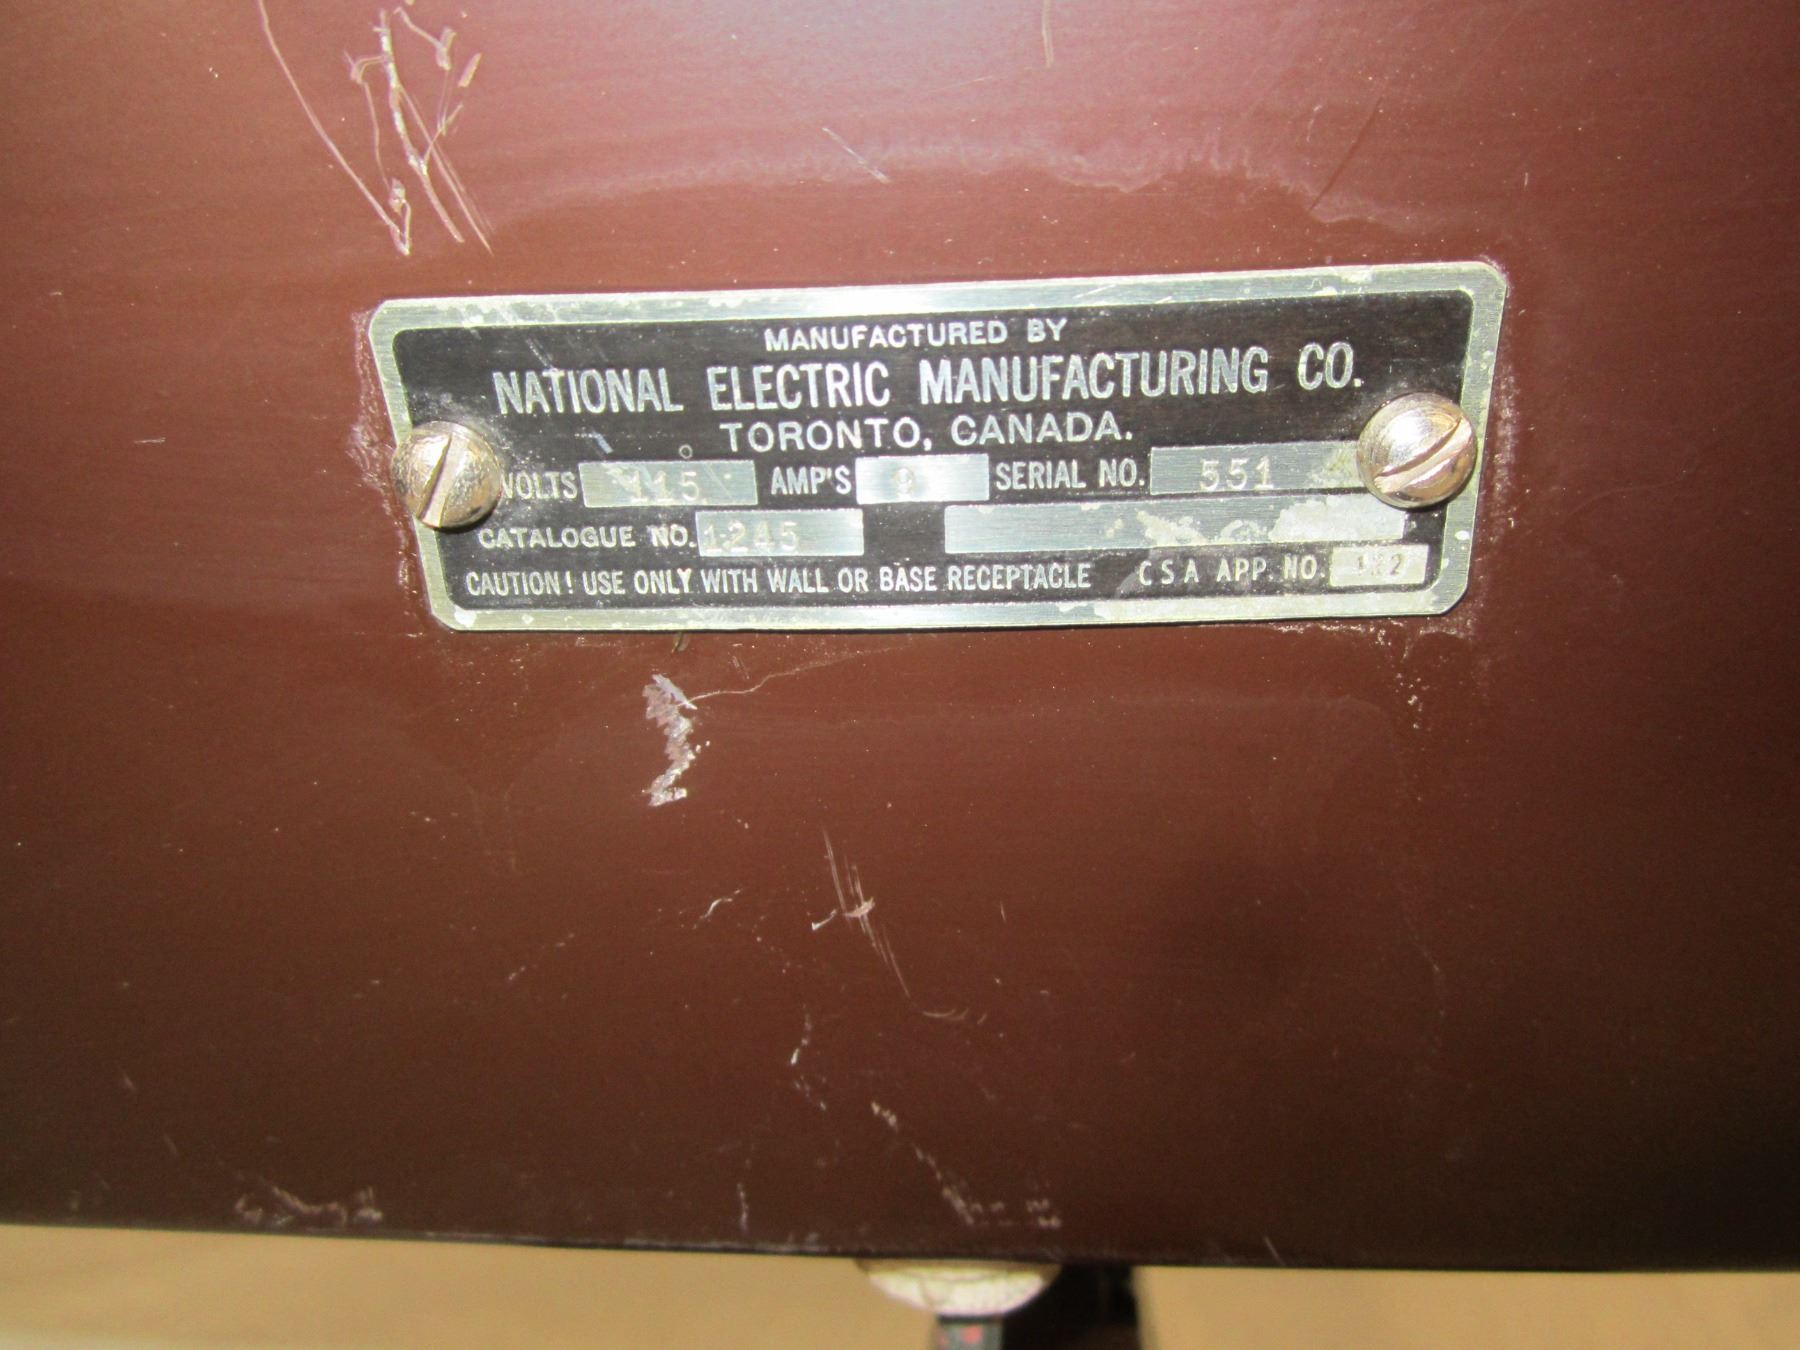 MANUFACTURED BY
NATIONAL ELECTRIC MANUFACTURING CO.
TORONTO, CANADA.
VOLTS 115 AMP'S 9 SERIAL NO. 551
CATALOGUE NO. 1245
CAUTION! USE ONLY WITH WALL OR BASE RECEPTACLE CSA APP. NO.